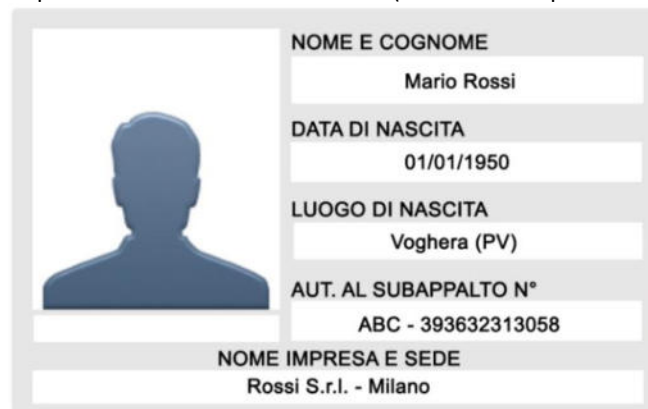 NOME E COGNOME
Mario Rossi
DATA DI NASCITA
01/01/1950
LUOGO DI NASCITA
Voghera (PV)
AUT. AL SUBAPPALTO N°
ABC - 393632313058
NOME IMPRESA E SEDE
Rossi S.r.l. - Milano